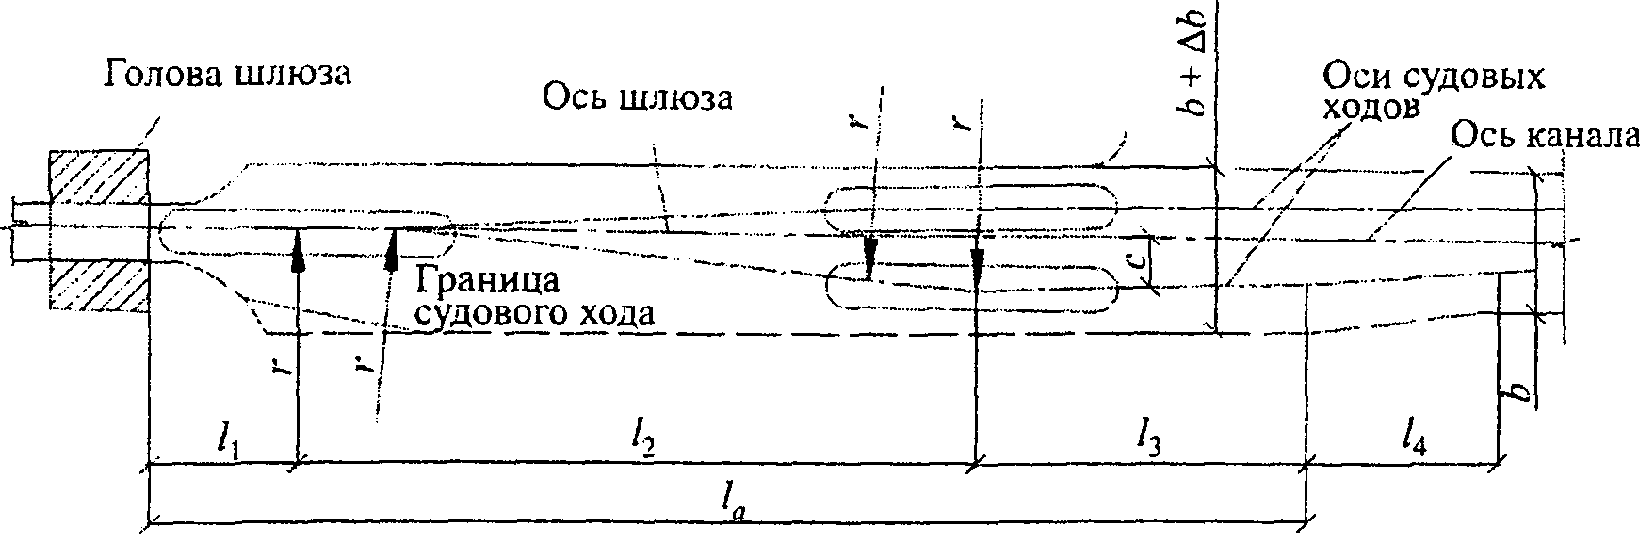 Голова шлюза
Ось шлюза
r
r
b + Δb
Оси судовых
ходов
Ось канала
Граница
судового хода
c
r
r
b
l₁
l₂
l₃
l₄
lₐ